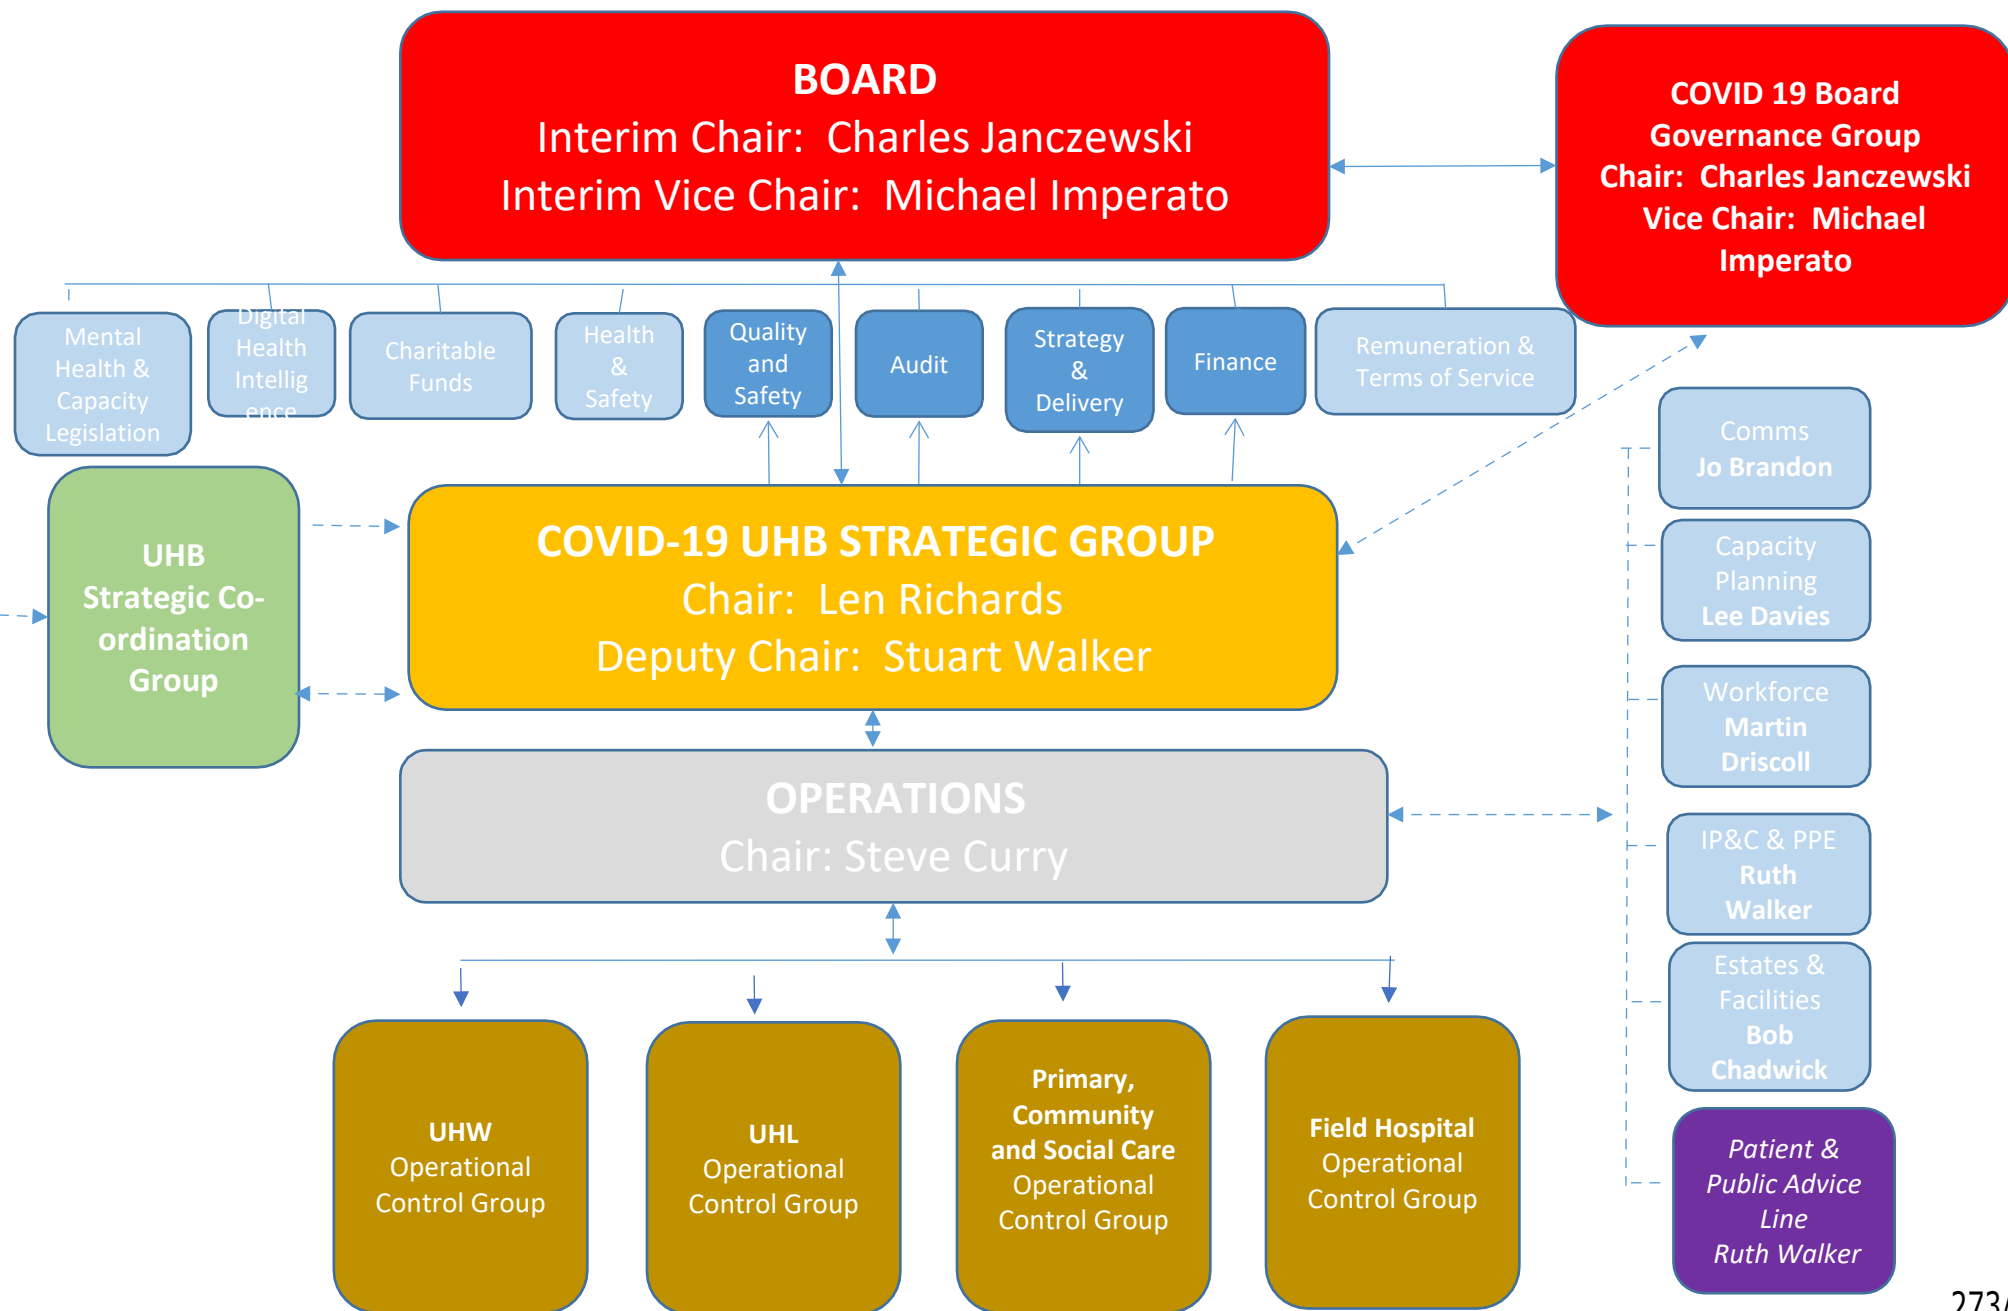 BOARD
Interim Chair: Charles Janczewski
Interim Vice Chair: Michael Imperato
COVID 19 Board
Governance Group
Chair: Charles Janczewski
Vice Chair: Michael
Imperato
Mental
Health &
Capacity
Legislation
Digital
Health
Intellig
ence
Charitable
Funds
Health
&
Safety
Quality
and
Safety
Audit
Strategy
&
Delivery
Finance
Remuneration &
Terms of Service
UHB
Strategic Co-
ordination
Group
COVID-19 UHB STRATEGIC GROUP
Chair: Len Richards
Deputy Chair: Stuart Walker
OPERATIONS
Chair: Steve Curry
Comms
Jo Brandon
Capacity
Planning
Lee Davies
Workforce
Martin
Driscoll
IP&C & PPE
Ruth
Walker
Estates &
Facilities
Bob
Chadwick
Patient &
Public Advice
Line
Ruth Walker
UHW
Operational
Control Group
UHL
Operational
Control Group
Primary,
Community
and Social Care
Operational
Control Group
Field Hospital
Operational
Control Group
273/